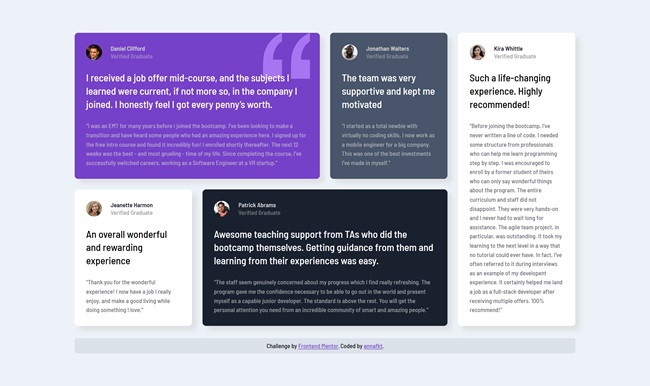 Daniel Clifford
Verified Graduate
I received a job offer mid-course, and the subjects I
learned were current, if not more so, in the company I
joined. I honestly feel I got every penny's worth.
"I was an EMT for many years before I joined the bootcamp. I've been looking to make a
transition and have heard some people who had an amazing experience here. I signed up for
the free intro course and found it incredibly fun! I enrolled shortly thereafter. The next 12
weeks was the best - and most grueling - time of my life. Since completing the course, I've
successfully switched careers, working as a Software Engineer at a VR startup."
Jonathan Walters
Verified Graduate
The team was very
supportive and kept me
motivated
"I started as a total newbie with
virtually no coding skills. I now work as
a mobile engineer for a big company.
This was one of the best investments
I've made in myself."
Kira Whittle
Verified Graduate
Such a life-changing
experience. Highly
recommended!
"Before joining the bootcamp, I've
never written a line of code. I needed
some structure from professionals
who can help me learn programming
step by step. I was encouraged to
enroll by a former student of theirs
who can only say wonderful things
about the program. The entire
curriculum and staff did not
disappoint. They were very hands-on
and I never had to wait long for
assistance. The agile team project, in
particular, was outstanding. It took my
learning to the next level in a way that
no tutorial could ever have. In fact, I've
often referred to it during interviews
as an example of my developent
experience. It certainly helped me land
a job as a full-stack developer after
receiving multiple offers. 100%
recommend!"
Jeanette Harmon
Verified Graduate
An overall wonderful
and rewarding
experience
"Thank you for the wonderful
experience! I now have a job I really
enjoy, and make a good living while
doing something I love."
Patrick Abrams
Verified Graduate
Awesome teaching support from TAs who did the
bootcamp themselves. Getting guidance from them and
learning from their experiences was easy.
"The staff seem genuinely concerned about my progress which I find really refreshing. The
program gave me the confidence necessary to be able to go out in the world and present
myself as a capable junior developer. The standard is above the rest. You will get the
personal attention you need from an incredible community of smart and amazing people."
Challenge by Frontend Mentor. Coded by annafkt.